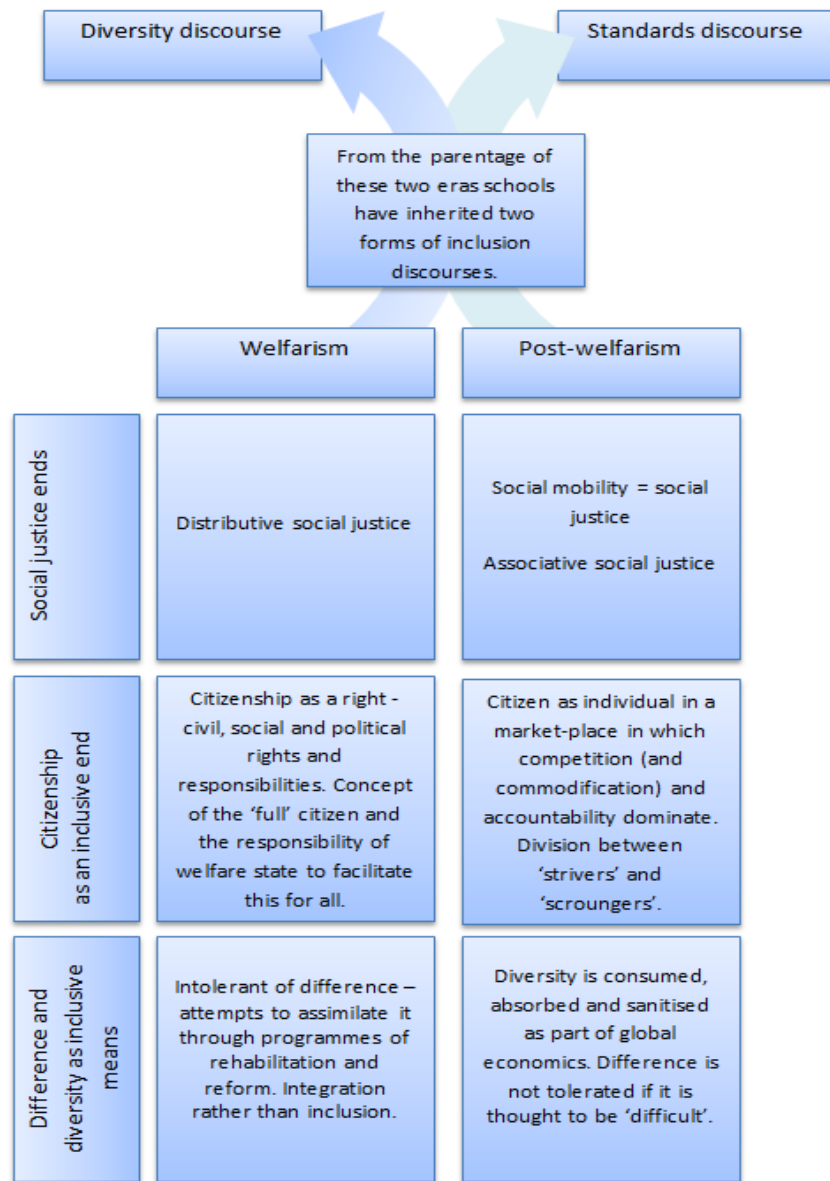 Diversity discourse
Standards discourse
From the parentage of
these two eras schools
have inherited two
forms of inclusion
discourses.
Welfarism
Post-welfarism
Social justice ends
Distributive social justice
Social mobility = social
justice
Associative social justice
Citizenship
as an inclusive end
Citizenship as a right -
civil, social and political
rights and
responsibilities. Concept
of the ‘full’ citizen and
the responsibility of
welfare state to facilitate
this for all.
Citizen as individual in a
market-place in which
competition (and
commodification) and
accountability dominate.
Division between
‘strivers’ and
‘scroungers’.
Difference and
diversity as inclusive
means
Intolerant of difference –
attempts to assimilate it
through programmes of
rehabilitation and
reform. Integration
rather than inclusion.
Diversity is consumed,
absorbed and sanitised
as part of global
economics. Difference is
not tolerated if it is
thought to be ‘difficult’.